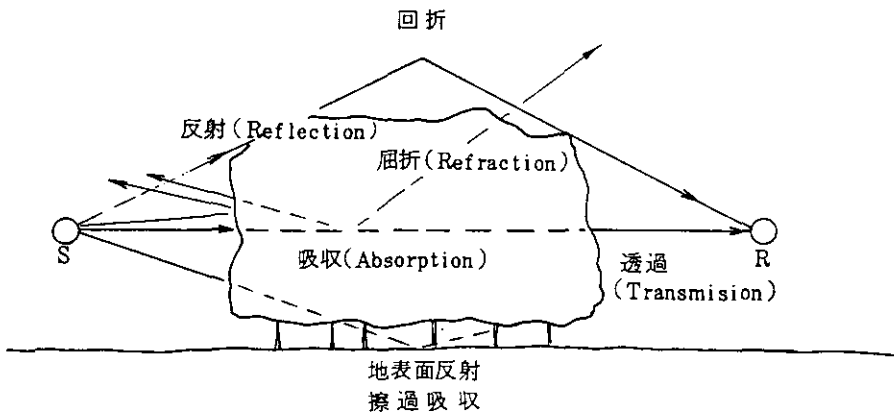 回折
反射(Reflection)
屈折(Refraction)
S
吸収(Absorption)
透過
(Transmision)
R
地表面反射
擦過吸収